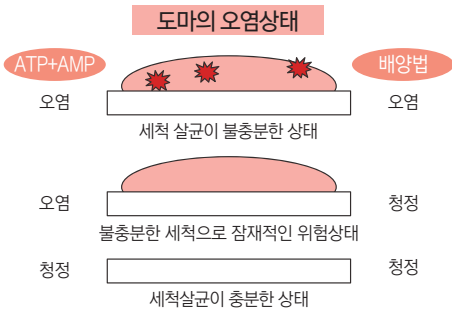 도마의 오염상태
ATP+AMP
배양법
오염
오염
세척 살균이 불충분한 상태
오염
청정
불충분한 세척으로 잠재적인 위험상태
청정
청정
세척살균이 충분한 상태